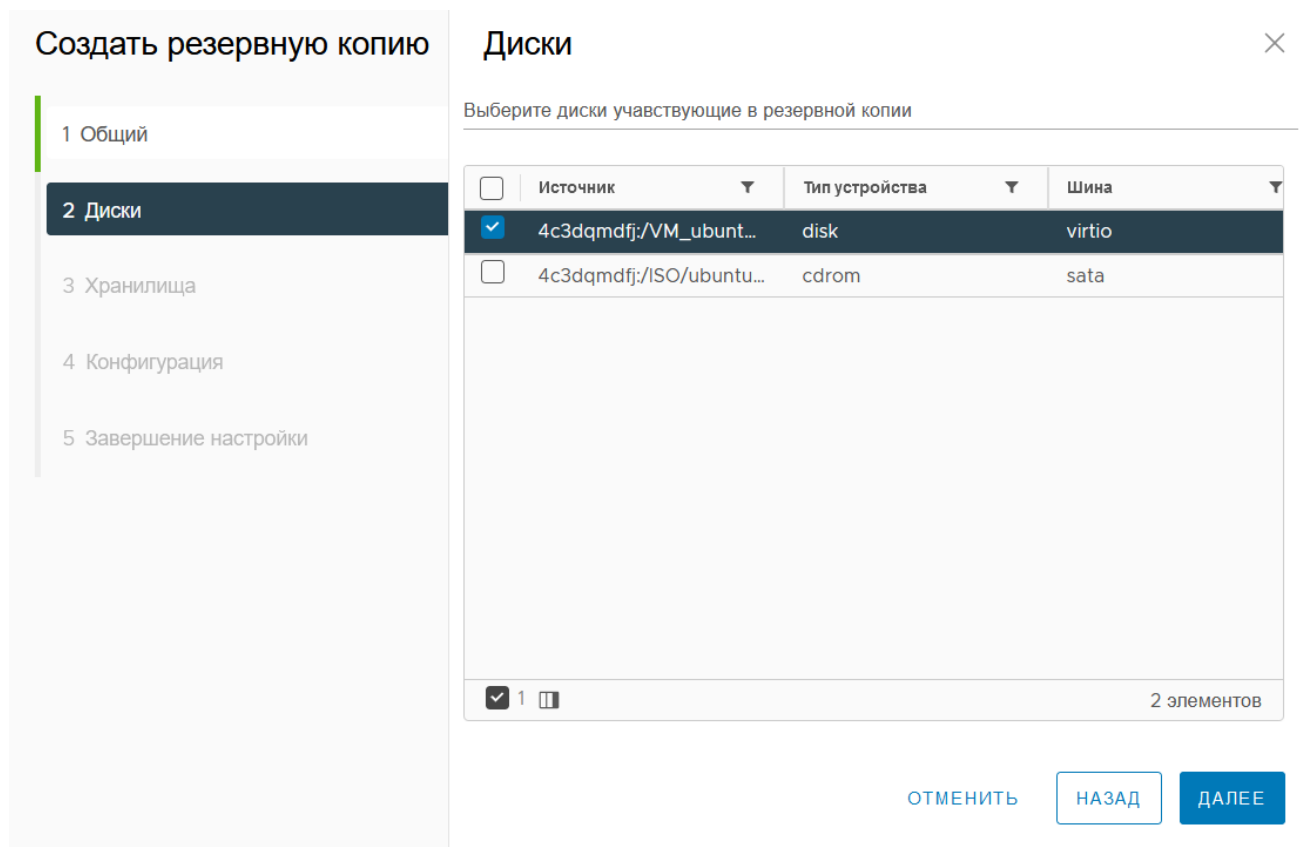 Создать резервную копию
1 Общий
2 Диски
3 Хранилища
4 Конфигурация
5 Завершение настройки
Диски
Выберите диски учавствующие в резервной копии
Источник Тип устройства Шина
4c3dqmdfj:/VM_ubunt... disk virtio
4c3dqmdfj:/ISO/ubuntu... cdrom sata
1 2 элементов
ОТМЕНИТЬ НАЗАД ДАЛЕЕ